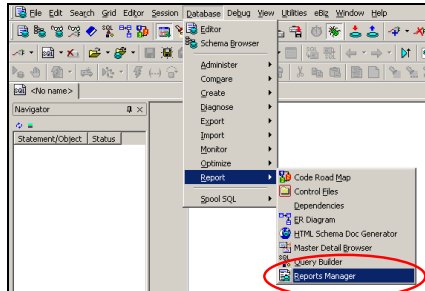 File Edit Search Grid Editor Session Database Debug View Utilities eBiz Window Help
Editor
Schema Browser
Administer
Compare
Create
Diagnose
Export
Import
Monitor
Optimize
Report
Spool SQL
<No name>
Navigator
Statement/Object Status
Code Road Map
Control Files
Dependencies
ER Diagram
HTML Schema Doc Generator
Master Detail Browser
Query Builder
Reports Manager